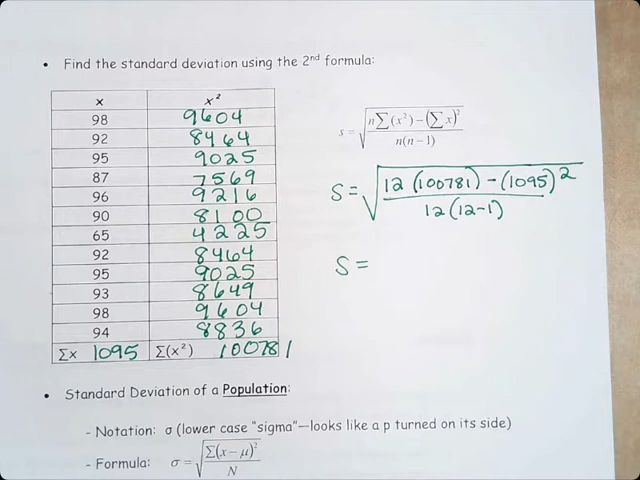 • Find the standard deviation using the 2nd formula:
x x²
98 9604
92 8464
95 9025
87 7569
96 9216
90 8100
65 4225
92 8464
95 9025
93 8649
98 9604
94 8836
Σx 1095 Σ(x²) 100781
s = √(n∑(x²) − (∑x)² / n(n−1))
S = √(12(100781) − (1095)² / 12(12−1))
S =
• Standard Deviation of a Population:
- Notation: σ (lower case "sigma"—looks like a p turned on its side)
- Formula: σ = √(Σ(x − μ)² / N)